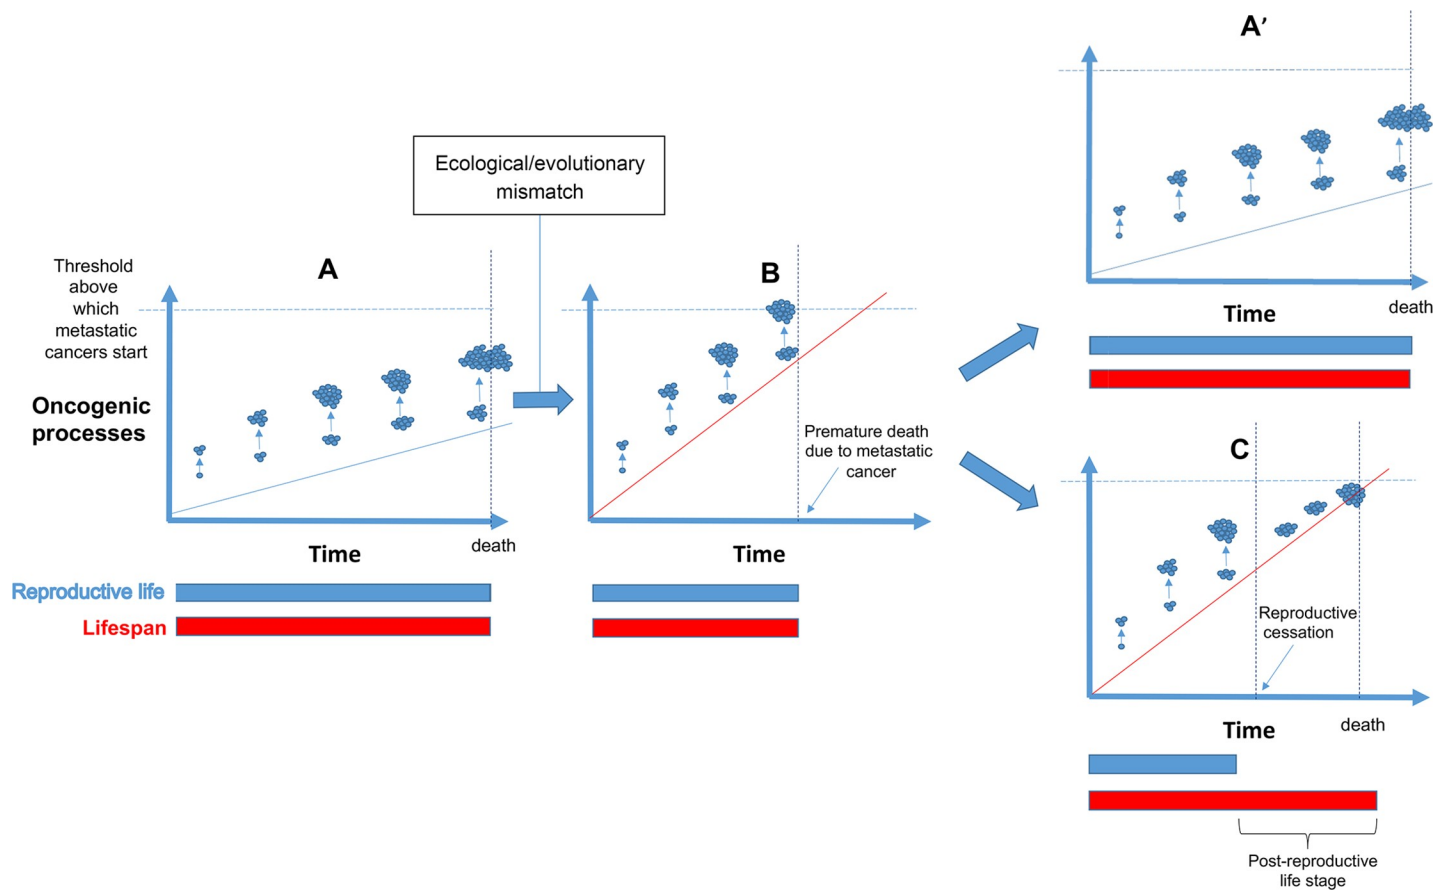 A
Threshold
above
which
metastatic
cancers start
Oncogenic
processes
death
Time
Reproductive life
Lifespan
Ecological/evolutionary
mismatch
B
Premature death
due to metastatic
cancer
Time
A’
death
Time
C
Reproductive
cessation
death
Time
Post-reproductive
life stage